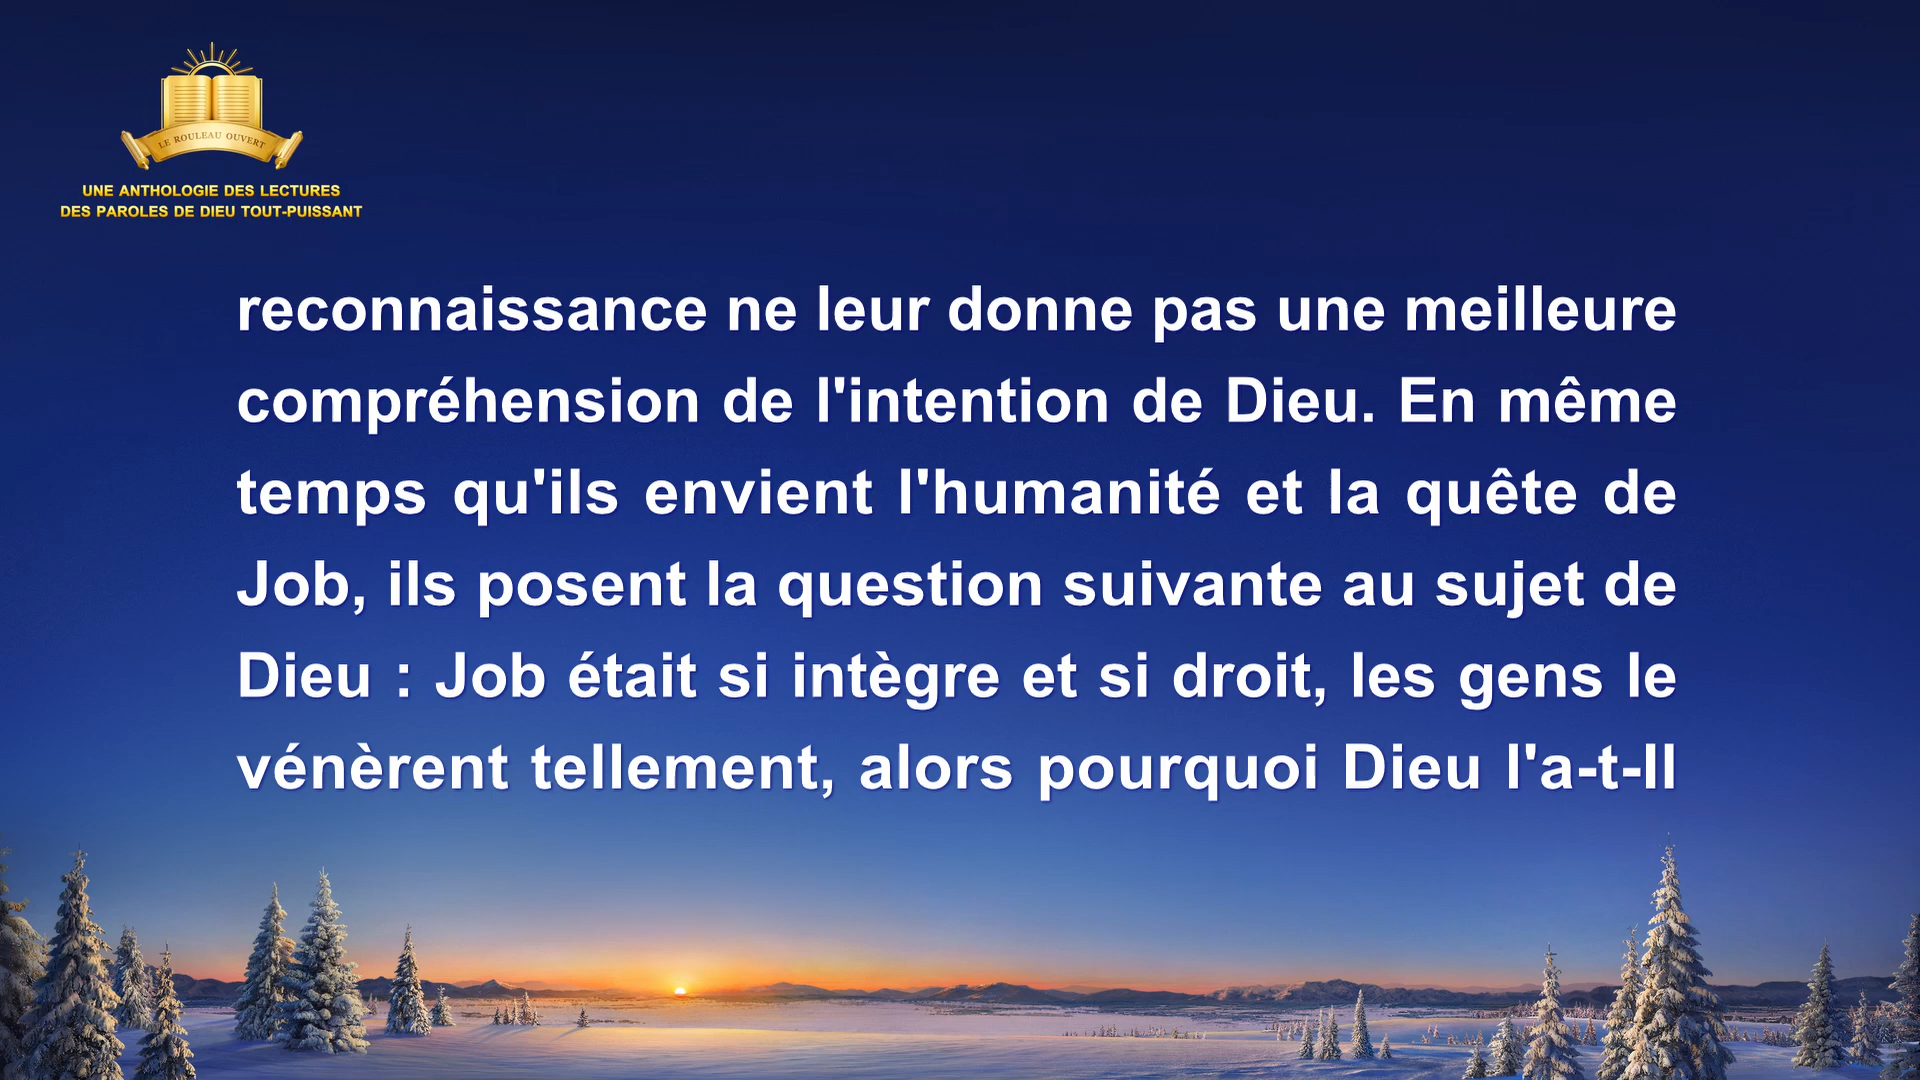 LE ROULEAU OUVERT
UNE ANTHOLOGIE DES LECTURES
DES PAROLES DE DIEU TOUT-PUISSANT
reconnaissance ne leur donne pas une meilleure
compréhension de l'intention de Dieu. En même
temps qu'ils envient l'humanité et la quête de
Job, ils posent la question suivante au sujet de
Dieu : Job était si intègre et si droit, les gens le
vénèrent tellement, alors pourquoi Dieu l'a-t-Il